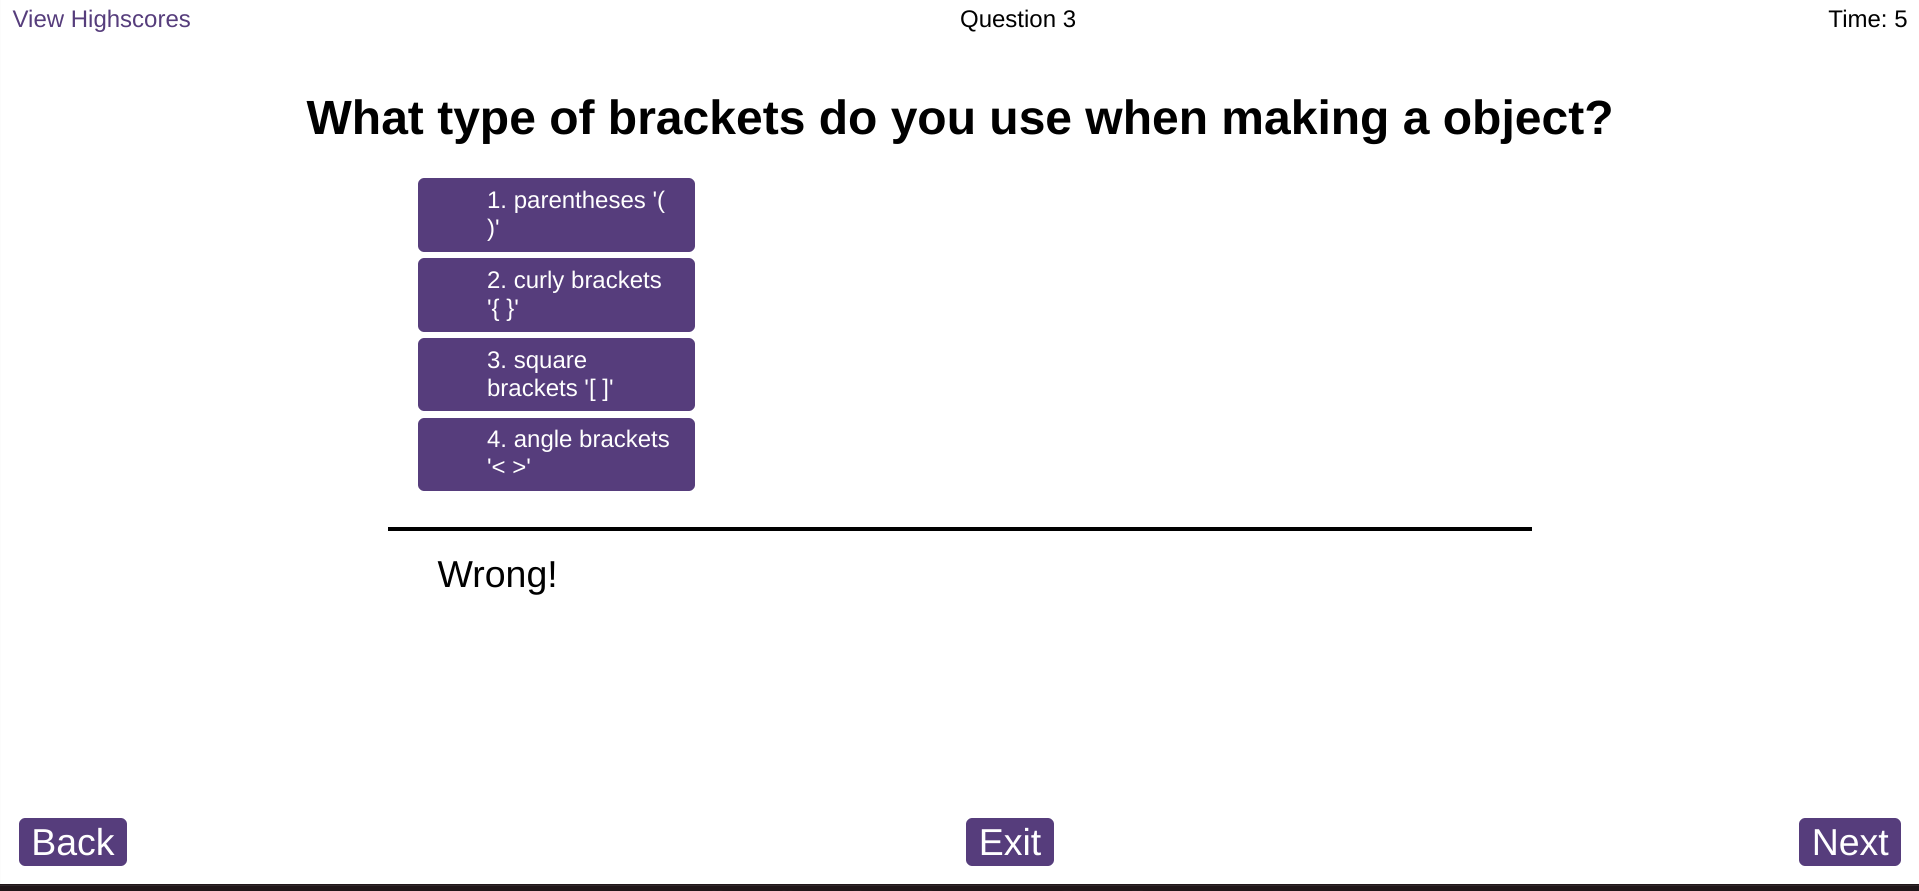 View Highscores
Question 3
Time: 5
What type of brackets do you use when making a object?
1. parentheses '(
)'
2. curly brackets
'{ }'
3. square
brackets '[ ]'
4. angle brackets
'< >'
Wrong!
Back
Exit
Next